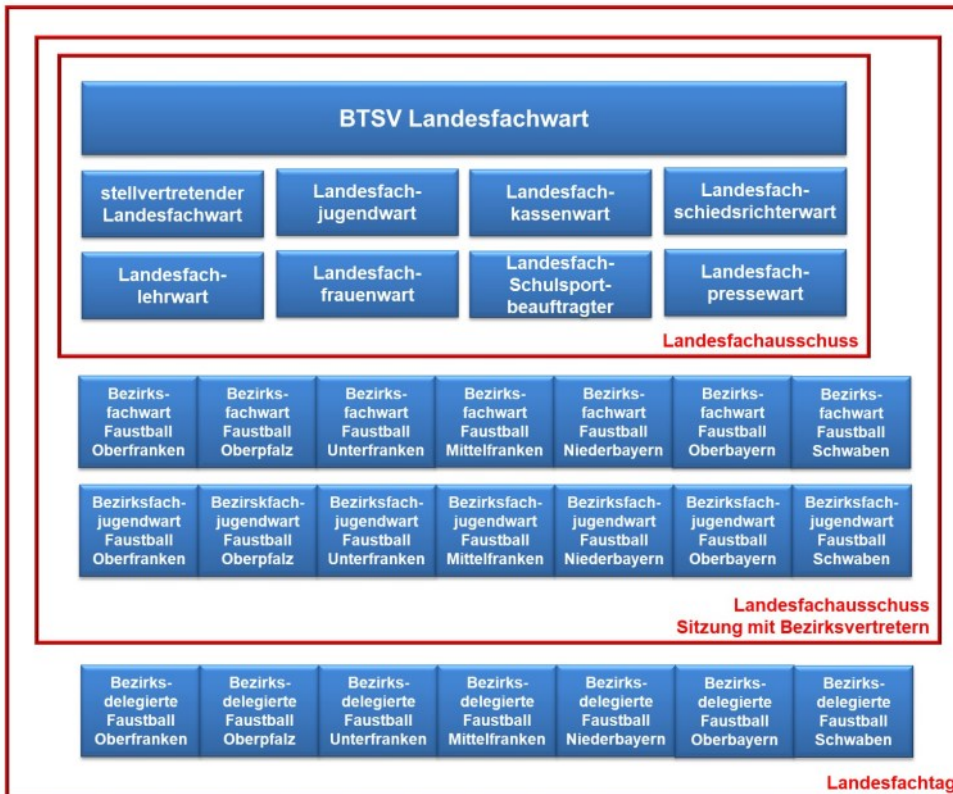 BTSV Landesfachwart
stellvertretender
Landesfachwart
Landesfach-
jugendwart
Landesfach-
kassenwart
Landesfach-
schiedsrichterwart
Landesfach-
lehrwart
Landesfach-
frauenwart
Landesfach-
Schulsport-
beauftragter
Landesfach-
pressewart
Landesfachausschuss
Bezirks-
fachwart
Faustball
Oberfranken
Bezirks-
fachwart
Faustball
Oberpfalz
Bezirks-
fachwart
Faustball
Unterfranken
Bezirks-
fachwart
Faustball
Mittelfranken
Bezirks-
fachwart
Faustball
Niederbayern
Bezirks-
fachwart
Faustball
Oberbayern
Bezirks-
fachwart
Faustball
Schwaben
Bezirksfach-
jugendwart
Faustball
Oberfranken
Bezirskfach-
jugendwart
Faustball
Oberpfalz
Bezirksfach-
jugendwart
Faustball
Unterfranken
Bezirksfach-
jugendwart
Faustball
Mittelfranken
Bezirksfach-
jugendwart
Faustball
Niederbayern
Bezirksfach-
jugendwart
Faustball
Oberbayern
Bezirksfach-
jugendwart
Faustball
Schwaben
Landesfachausschuss
Sitzung mit Bezirksvertretern
Bezirks-
delegierte
Faustball
Oberfranken
Bezirks-
delegierte
Faustball
Oberpfalz
Bezirks-
delegierte
Faustball
Unterfranken
Bezirks-
delegierte
Faustball
Mittelfranken
Bezirks-
delegierte
Faustball
Niederbayern
Bezirks-
delegierte
Faustball
Oberbayern
Bezirks-
delegierte
Faustball
Schwaben
Landesfachtag